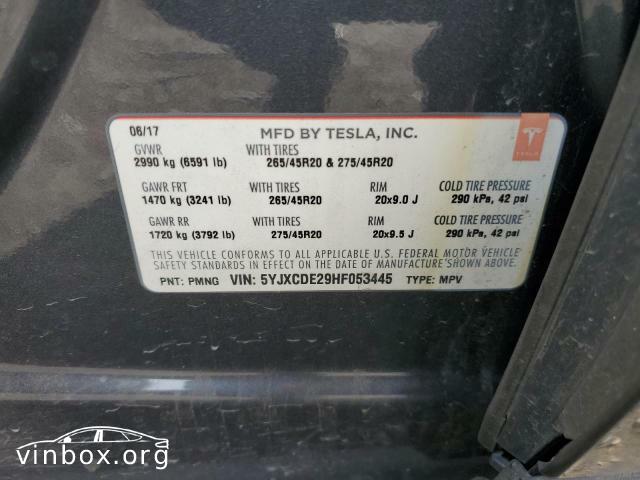 06/17 MFD BY TESLA, INC.
GVWR WITH TIRES
2990 kg (6591 lb) 265/45R20 & 275/45R20
GAWR FRT WITH TIRES RIM COLD TIRE PRESSURE
1470 kg (3241 lb) 265/45R20 20x9.0 J 290 kPa, 42 psi
GAWR RR WITH TIRES RIM COLD TIRE PRESSURE
1720 kg (3792 lb) 275/45R20 20x9.5 J 290 kPa, 42 psi
THIS VEHICLE CONFORMS TO ALL APPLICABLE U.S. FEDERAL MOTOR VEHICLE
SAFETY STANDARDS IN EFFECT ON THE DATE OF MANUFACTURE SHOWN ABOVE.
PNT: PMNG VIN: 5YJXCDE29HF053445 TYPE: MPV
TESLA
vinbox.org